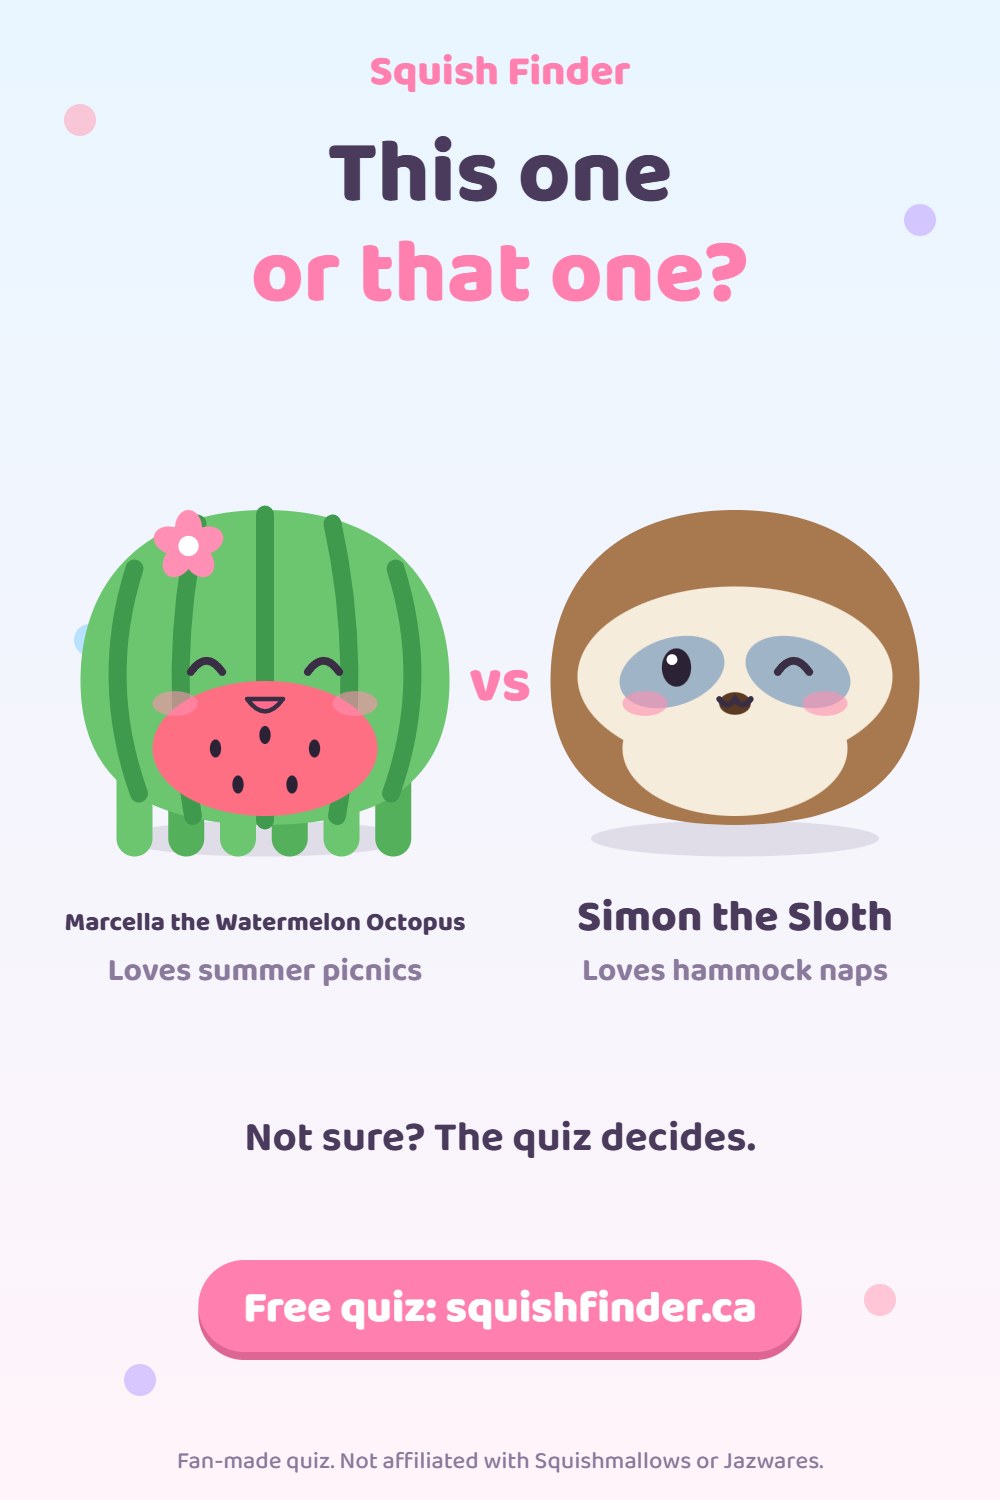 Squish Finder
This one
or that one?
vs
Marcella the Watermelon Octopus
Loves summer picnics
Simon the Sloth
Loves hammock naps
Not sure? The quiz decides.
Free quiz: squishfinder.ca
Fan-made quiz. Not affiliated with Squishmallows or Jazwares.